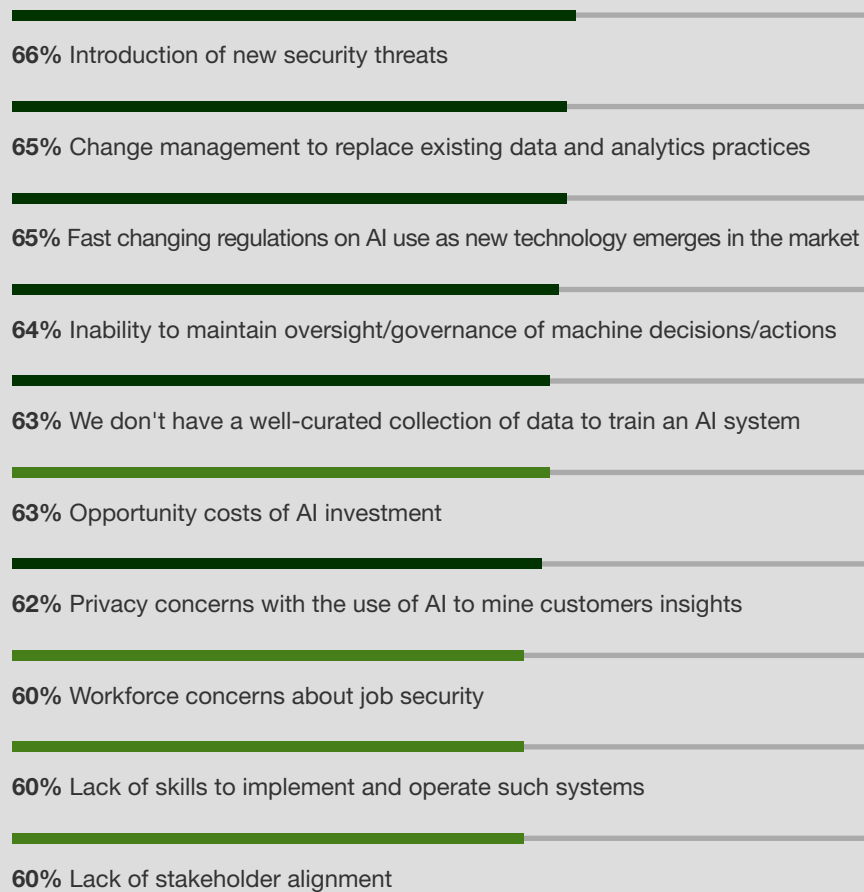 66% Introduction of new security threats
65% Change management to replace existing data and analytics practices
65% Fast changing regulations on AI use as new technology emerges in the market
64% Inability to maintain oversight/governance of machine decisions/actions
63% We don't have a well-curated collection of data to train an AI system
63% Opportunity costs of AI investment
62% Privacy concerns with the use of AI to mine customers insights
60% Workforce concerns about job security
60% Lack of skills to implement and operate such systems
60% Lack of stakeholder alignment